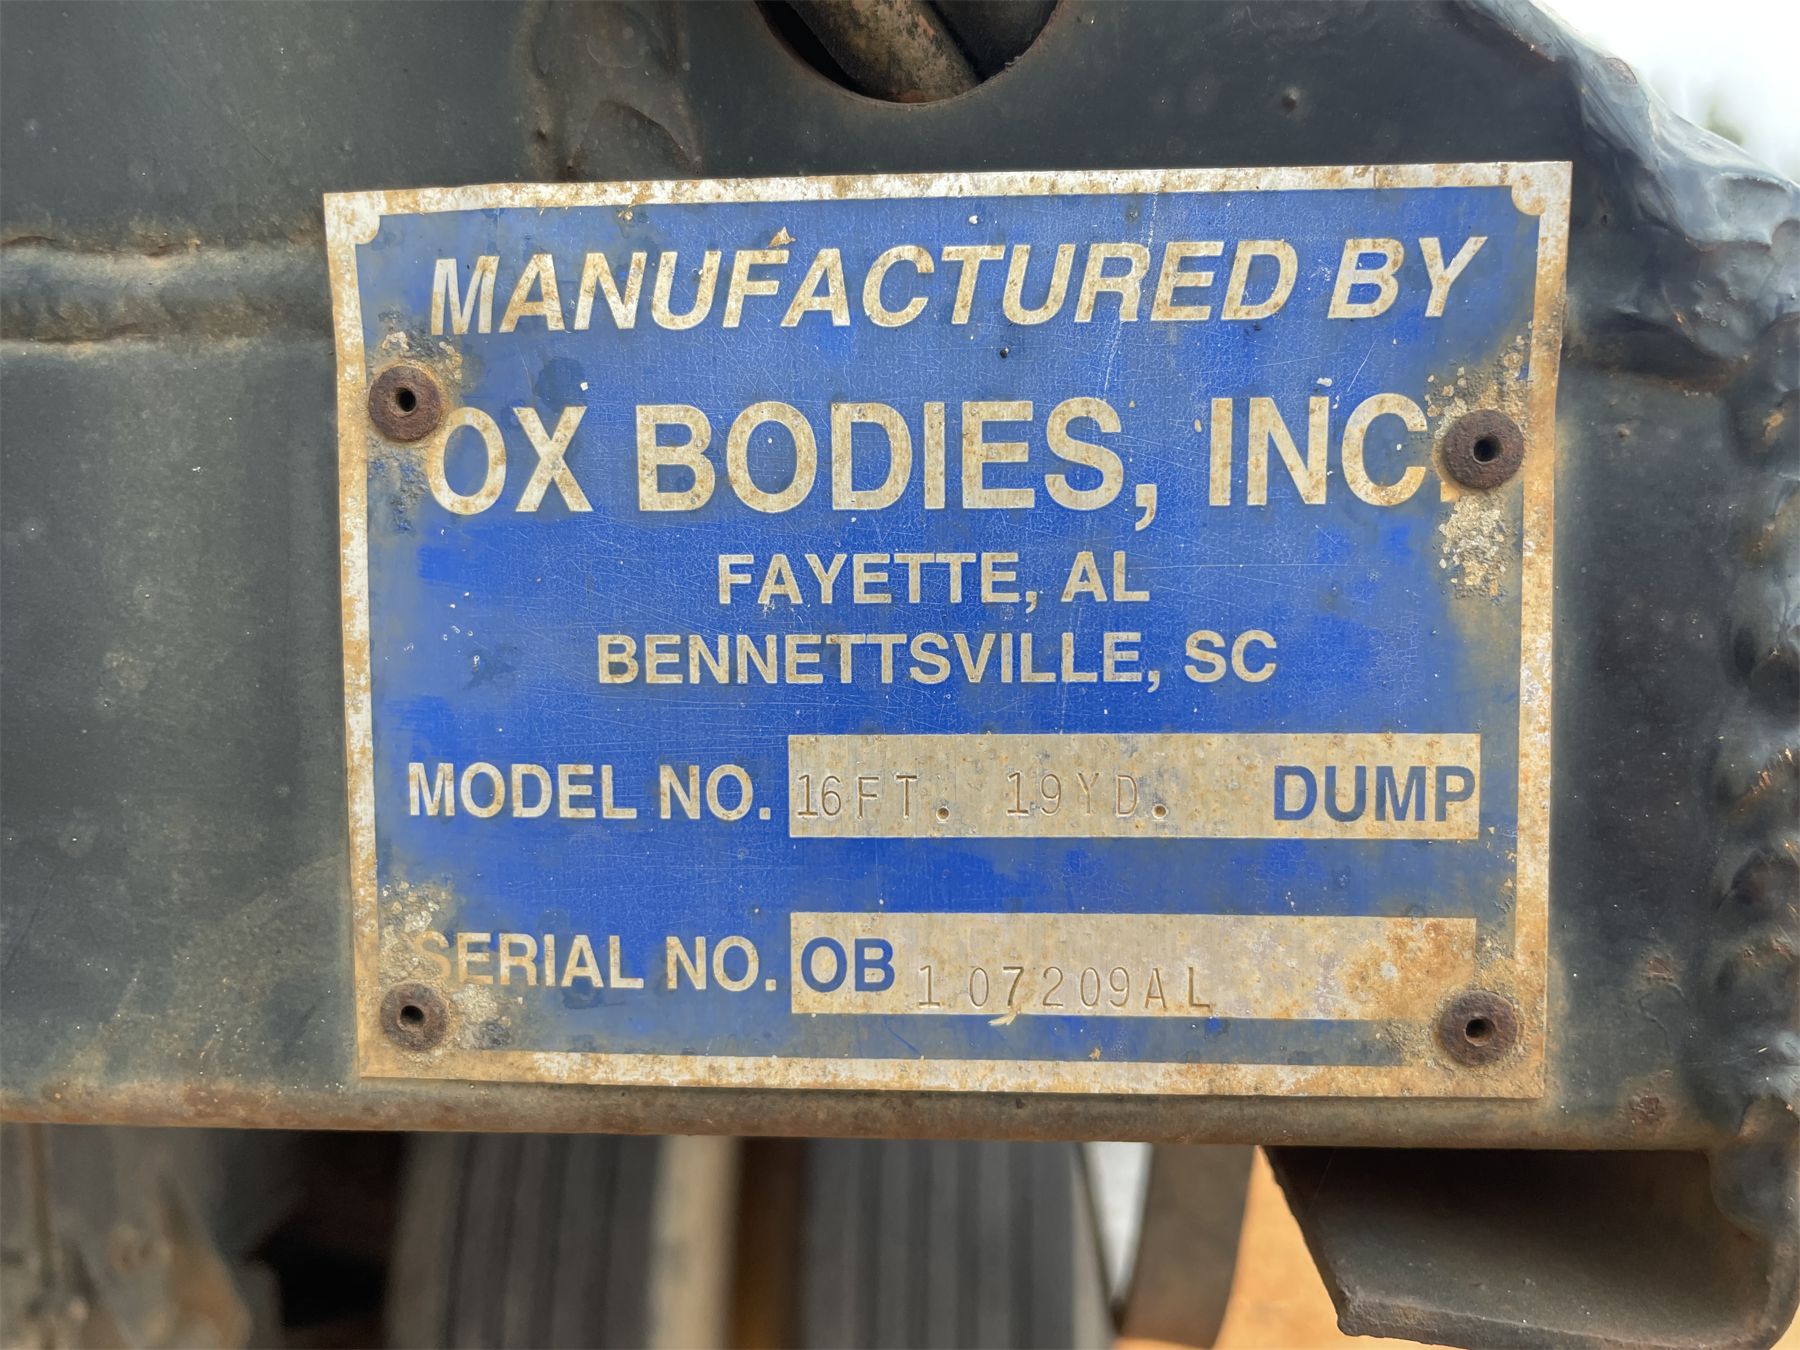 MANUFACTURED BY
OX BODIES, INC.
FAYETTE, AL
BENNETTSVILLE, SC
MODEL NO. 16FT. 19YD. DUMP
SERIAL NO. OB 107209AL